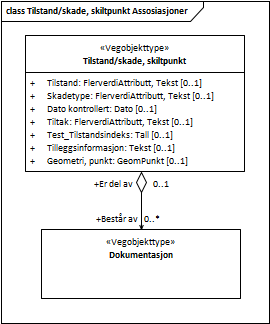 class Tilstand/skade, skiltpunkt Assosiasjoner
«Vegobjekttype»
Tilstand/skade, skiltpunkt
+ Tilstand: FlerverdiAttributt, Tekst [0..1]
+ Skadetype: FlerverdiAttributt, Tekst [0..1]
+ Dato kontrollert: Dato [0..1]
+ Tiltak: FlerverdiAttributt, Tekst [0..1]
+ Test_Tilstandsindeks: Tall [0..1]
+ Tilleggsinformasjon: Tekst [0..1]
+ Geometri, punkt: GeomPunkt [0..1]
+Er del av 0..1
+Består av 0..*
«Vegobjekttype»
Dokumentasjon